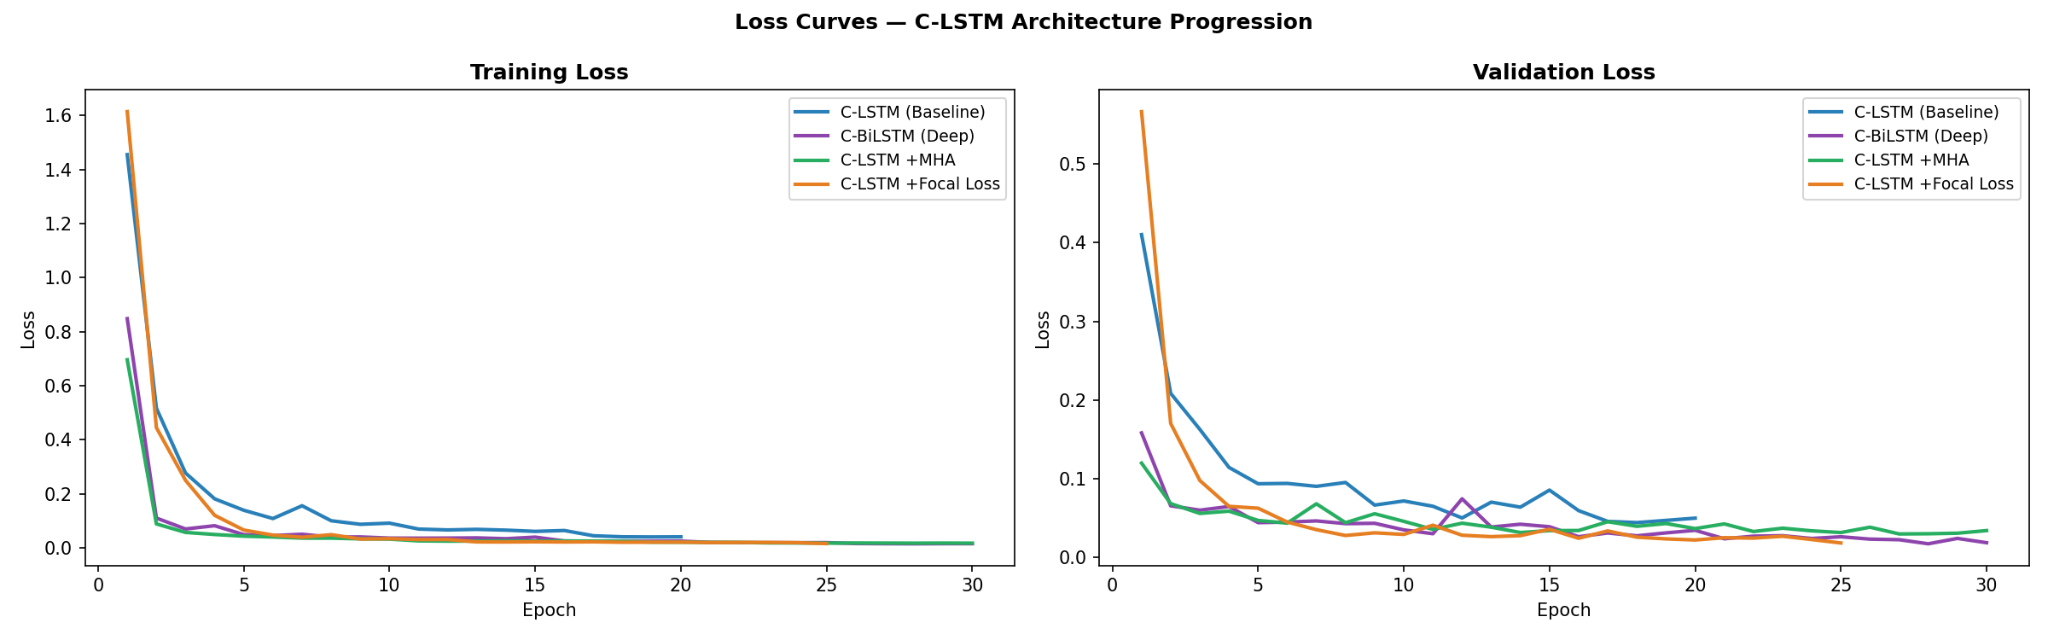 Loss Curves — C-LSTM Architecture Progression
Training Loss
Loss
1.6
1.4
1.2
1.0
0.8
0.6
0.4
0.2
0.0
C-LSTM (Baseline)
C-BiLSTM (Deep)
C-LSTM +MHA
C-LSTM +Focal Loss
0 5 10 15 20 25 30
Epoch
Validation Loss
Loss
0.5
0.4
0.3
0.2
0.1
0.0
C-LSTM (Baseline)
C-BiLSTM (Deep)
C-LSTM +MHA
C-LSTM +Focal Loss
0 5 10 15 20 25 30
Epoch